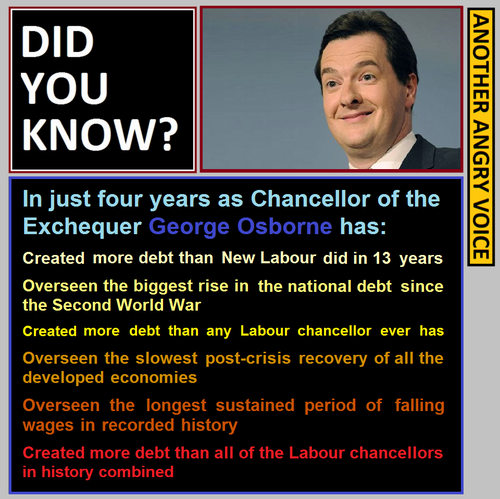 DID
YOU
KNOW?
ANOTHER ANGRY VOICE
In just four years as Chancellor of the
Exchequer George Osborne has:
Created more debt than New Labour did in 13 years
Overseen the biggest rise in the national debt since
the Second World War
Created more debt than any Labour chancellor ever has
Overseen the slowest post-crisis recovery of all the
developed economies
Overseen the longest sustained period of falling
wages in recorded history
Created more debt than all of the Labour chancellors
in history combined